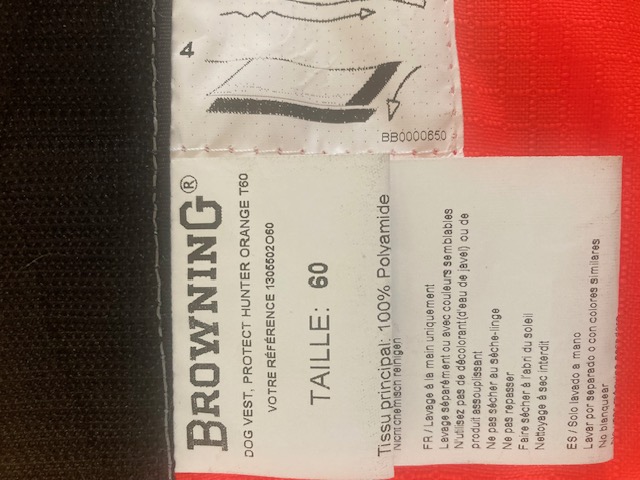 4
BB0000650
BROWNING®
DOG VEST, PROTECT HUNTER ORANGE T60
VOTRE RÉFÉRENCE 1305502O60
TAILLE: 60
Tissu principal: 100% Polyamide
Nicht chemisch reinigen
FR / Lavage à la main uniquement
Lavage séparément ou avec couleurs semblables
N'utilisez pas de décolorant(d'eau de javel) ou de
produit assouplissant
Ne pas sécher au sèche-linge
Ne pas repasser
Faire sécher à l'abri du soleil
Nettoyage à sec interdit
ES / Solo lavado a mano
Lavar por separado o con colores similares
No blanquear